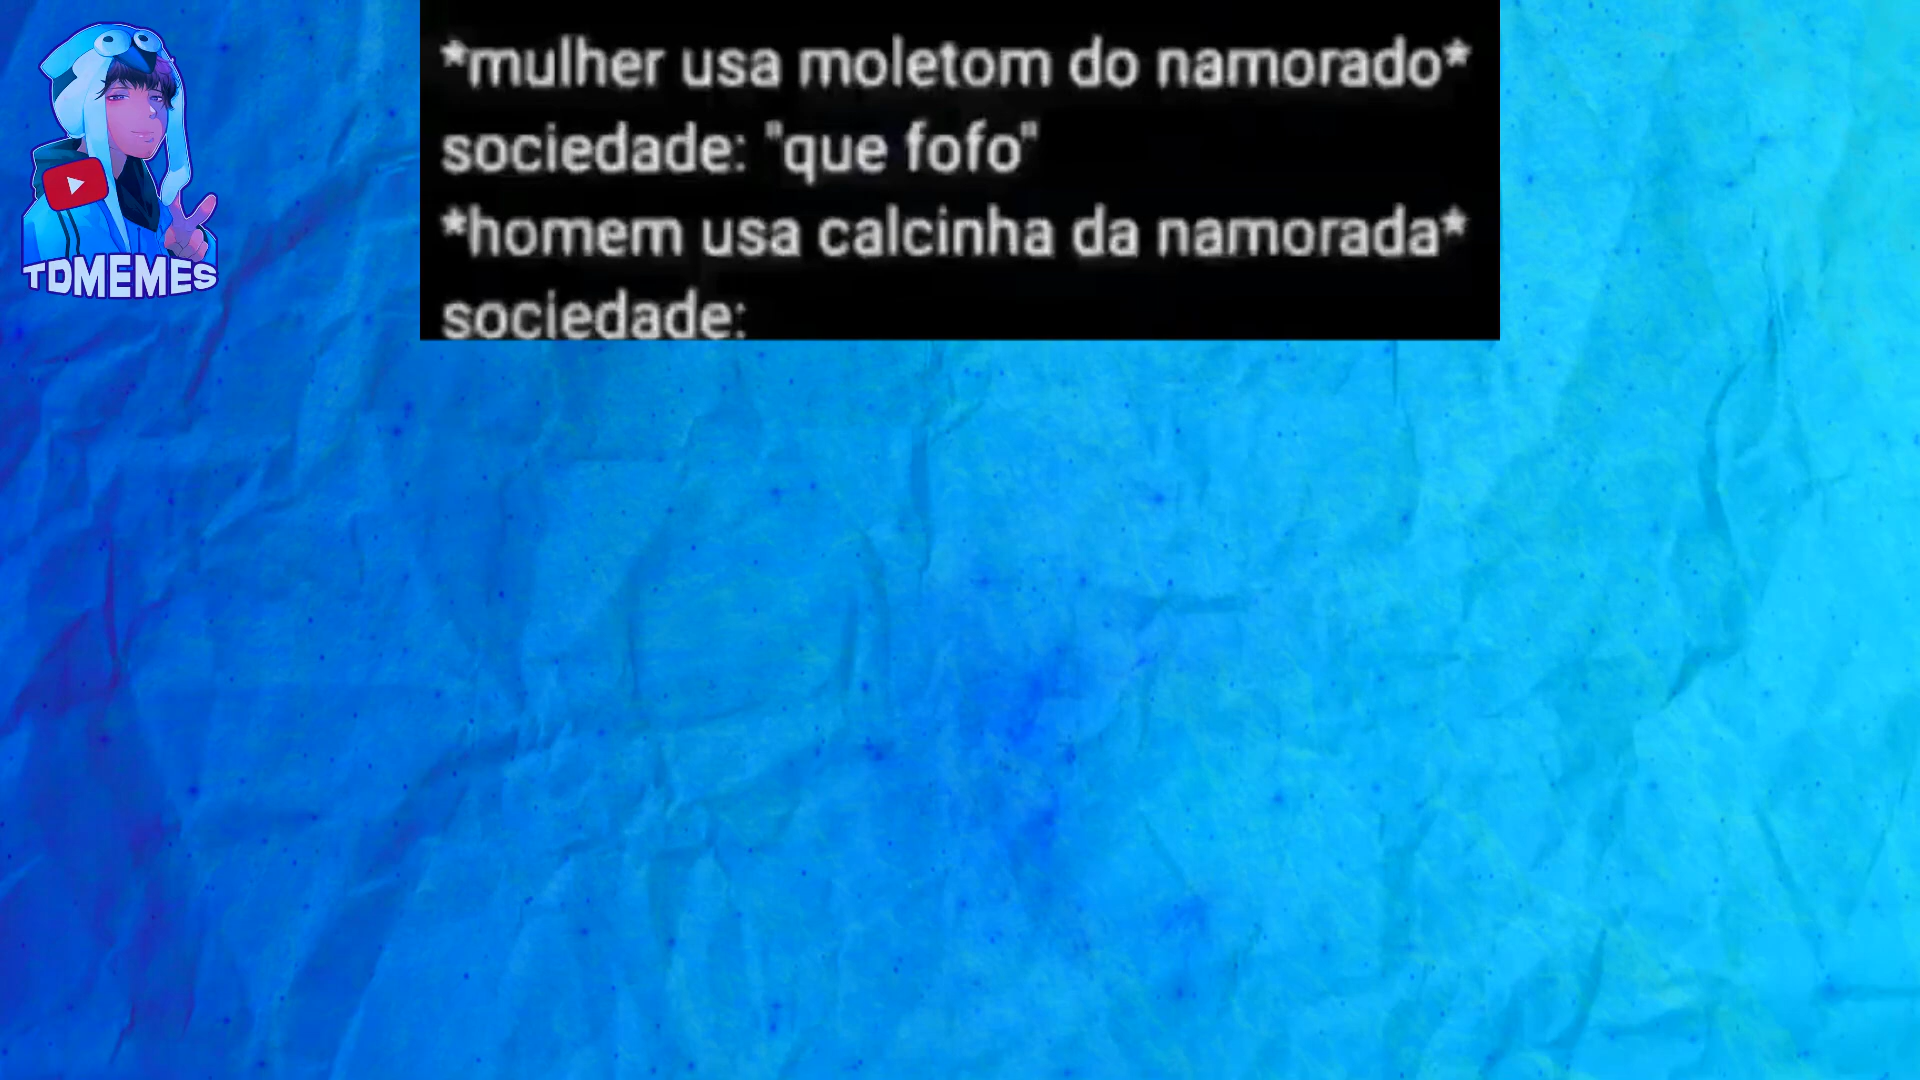 *mulher usa moletom do namorado*
sociedade: "que fofo"
*homem usa calcinha da namorada*
sociedade:
TDMEMES